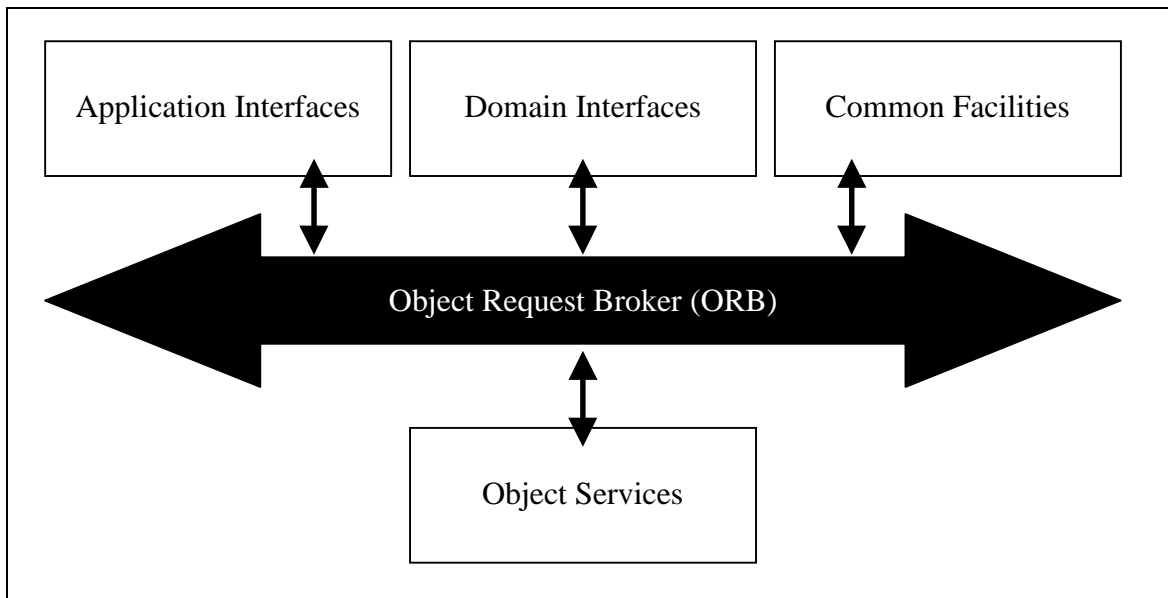 Application Interfaces
Domain Interfaces
Common Facilities
Object Request Broker (ORB)
Object Services